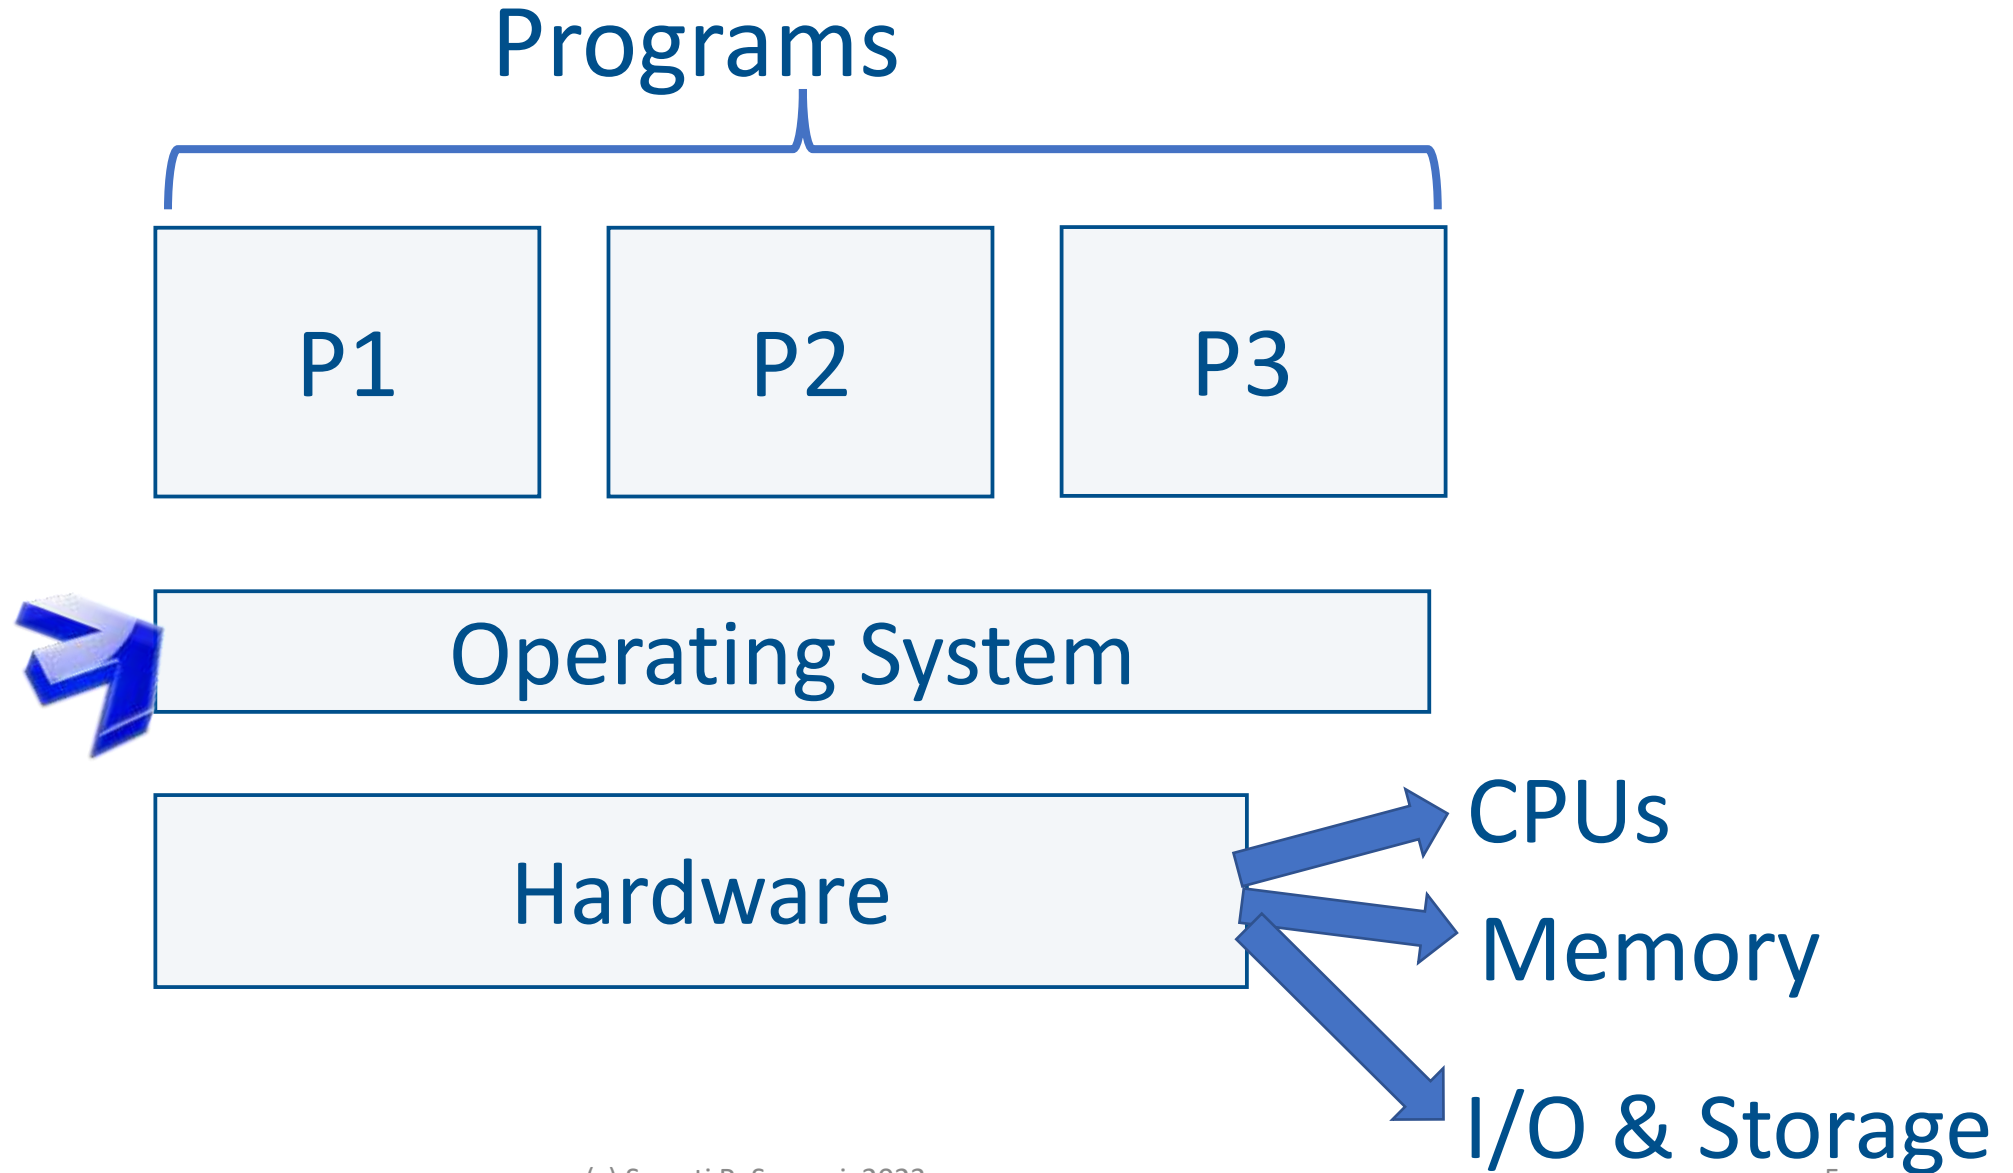 Programs
P1 P2 P3
Operating System
Hardware
CPUs
Memory
I/O & Storage